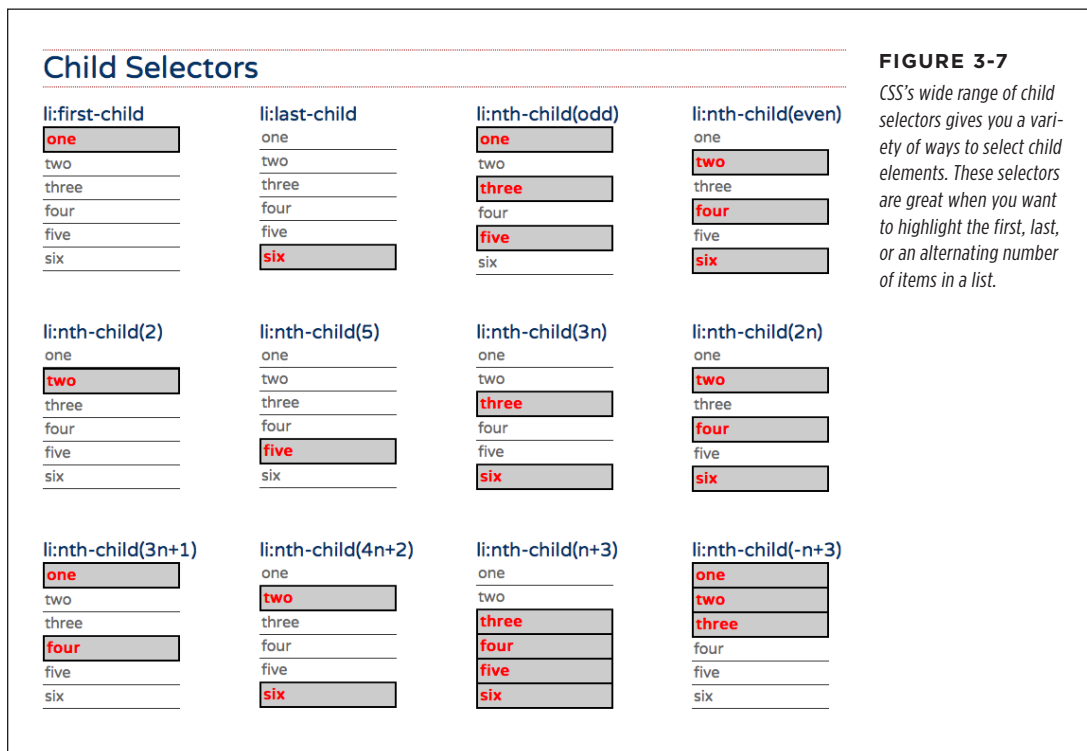 Child Selectors
li:first-child
one
two
three
four
five
six
li:last-child
one
two
three
four
five
six
li:nth-child(odd)
one
two
three
four
five
six
li:nth-child(even)
one
two
three
four
five
six
li:nth-child(2)
one
two
three
four
five
six
li:nth-child(5)
one
two
three
four
five
six
li:nth-child(3n)
one
two
three
four
five
six
li:nth-child(2n)
one
two
three
four
five
six
li:nth-child(3n+1)
one
two
three
four
five
six
li:nth-child(4n+2)
one
two
three
four
five
six
li:nth-child(n+3)
one
two
three
four
five
six
li:nth-child(-n+3)
one
two
three
four
five
six
FIGURE 3-7
CSS’s wide range of child
selectors gives you a vari-
ety of ways to select child
elements. These selectors
are great when you want
to highlight the first, last,
or an alternating number
of items in a list.